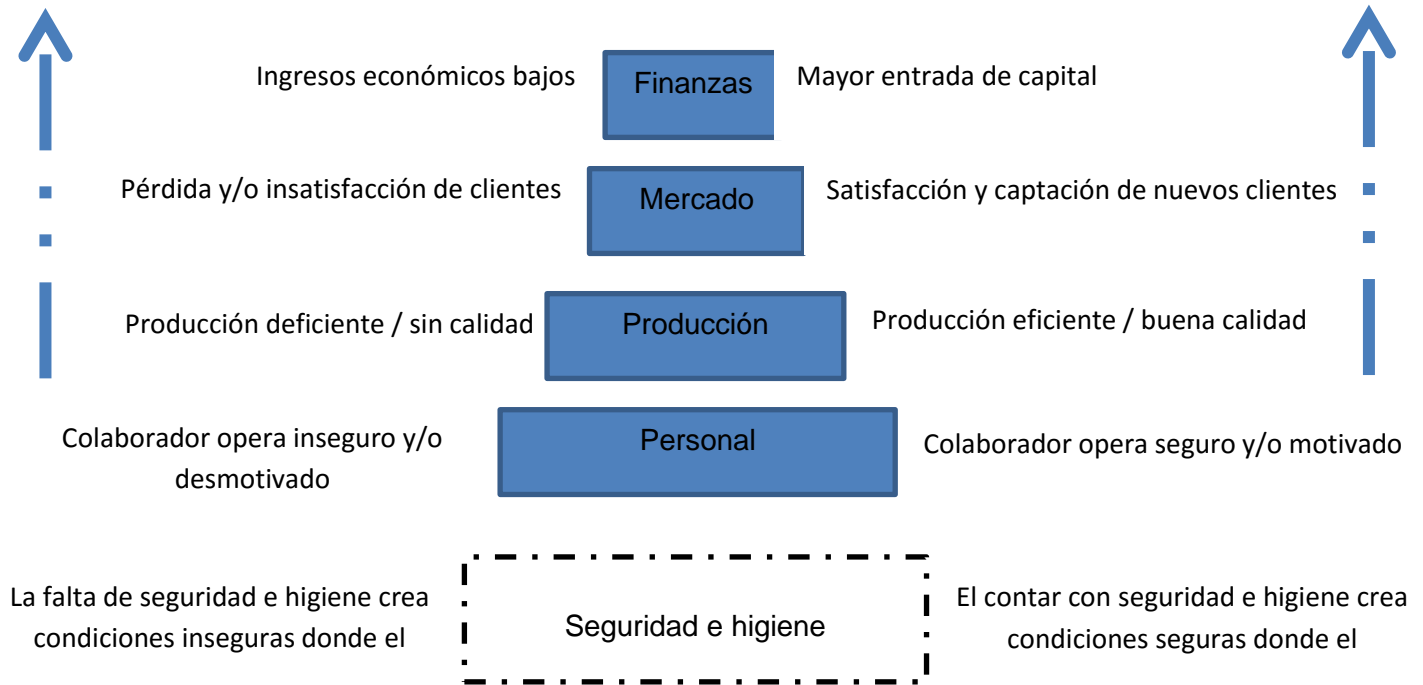 Ingresos económicos bajos
Finanzas
Mayor entrada de capital
Pérdida y/o insatisfacción de clientes
Mercado
Satisfacción y captación de nuevos clientes
Producción deficiente / sin calidad
Producción
Producción eficiente / buena calidad
Colaborador opera inseguro y/o
desmotivado
Personal
Colaborador opera seguro y/o motivado
La falta de seguridad e higiene crea
condiciones inseguras donde el
Seguridad e higiene
El contar con seguridad e higiene crea
condiciones seguras donde el